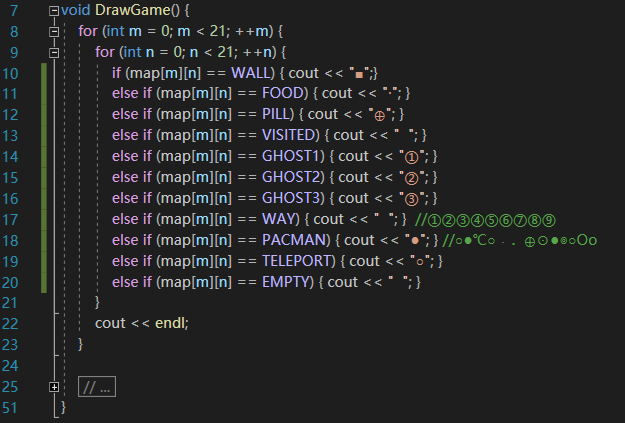 7 void DrawGame() {
8 for (int m = 0; m < 21; ++m) {
9 for (int n = 0; n < 21; ++n) {
10 if (map[m][n] == WALL) { cout << "■";}
11 else if (map[m][n] == FOOD) { cout << "·"; }
12 else if (map[m][n] == PILL) { cout << "⊕"; }
13 else if (map[m][n] == VISITED) { cout << "  "; }
14 else if (map[m][n] == GHOST1) { cout << "①"; }
15 else if (map[m][n] == GHOST2) { cout << "②"; }
16 else if (map[m][n] == GHOST3) { cout << "③"; }
17 else if (map[m][n] == WAY) { cout << "  "; } //①②③④⑤⑥⑦⑧⑨
18 else if (map[m][n] == PACMAN) { cout << "●"; } //○●℃○﹒．⊕⊙●⊙○Oo
19 else if (map[m][n] == TELEPORT) { cout << "○"; }
20 else if (map[m][n] == EMPTY) { cout << "  "; }
21 }
22 cout << endl;
23 }
24
25 // ...
51 }